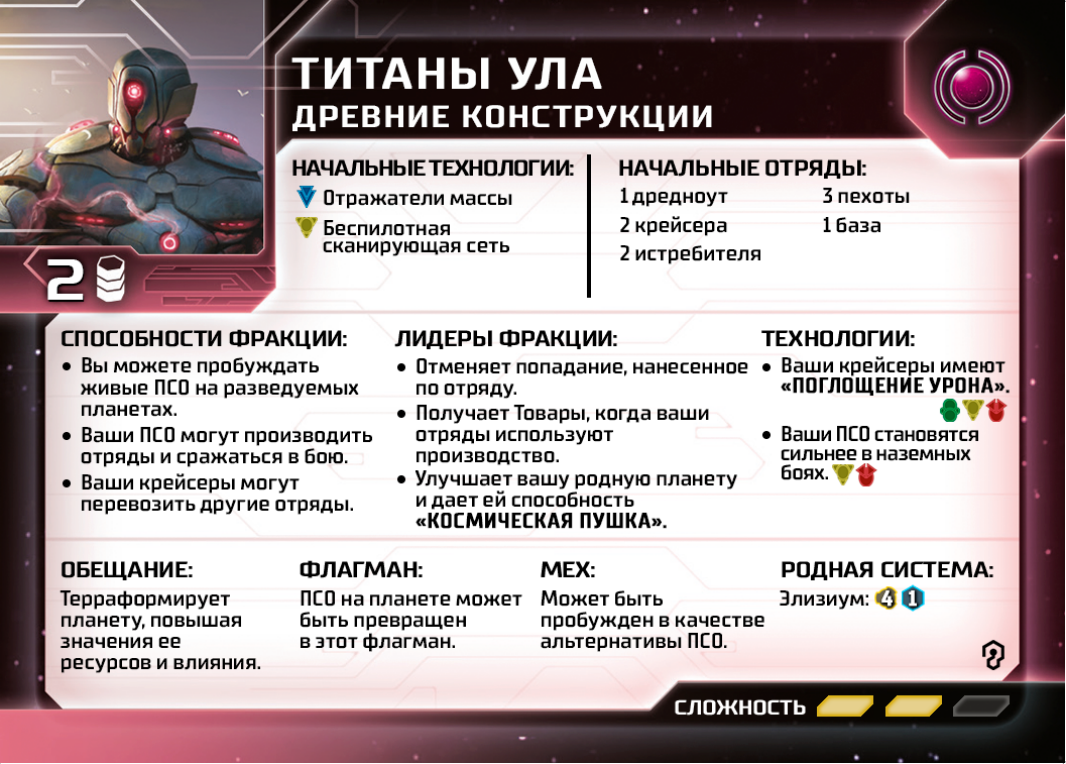 ТИТАНЫ УЛА
ДРЕВНИЕ КОНСТРУКЦИИ
НАЧАЛЬНЫЕ ТЕХНОЛОГИИ:
Отражатели массы
Беспилотная
сканирующая сеть
НАЧАЛЬНЫЕ ОТРЯДЫ:
1 дредноут
2 крейсера
2 истребителя
3 пехоты
1 база
2
СПОСОБНОСТИ ФРАКЦИИ:
• Вы можете пробуждать
живые ПСО на разведуемых
планетах.
• Ваши ПСО могут производить
отряды и сражаться в бою.
• Ваши крейсеры могут
перевозить другие отряды.
ЛИДЕРЫ ФРАКЦИИ:
• Отменяет попадание, нанесенное
по отряду.
• Получает Товары, когда ваши
отряды используют
производство.
• Улучшает вашу родную планету
и дает ей способность
«КОСМИЧЕСКАЯ ПУШКА».
ТЕХНОЛОГИИ:
• Ваши крейсеры имеют
«ПОГЛОЩЕНИЕ УРОНА».
• Ваши ПСО становятся
сильнее в наземных
боях.
ОБЕЩАНИЕ:
Терраформирует
планету, повышая
значения ее
ресурсов и влияния.
ФЛАГМАН:
ПСО на планете может
быть превращен
в этот флагман.
МЕХ:
Может быть
пробужден в качестве
альтернативы ПСО.
РОДНАЯ СИСТЕМА:
Элизиум: 4 1
СЛОЖНОСТЬ